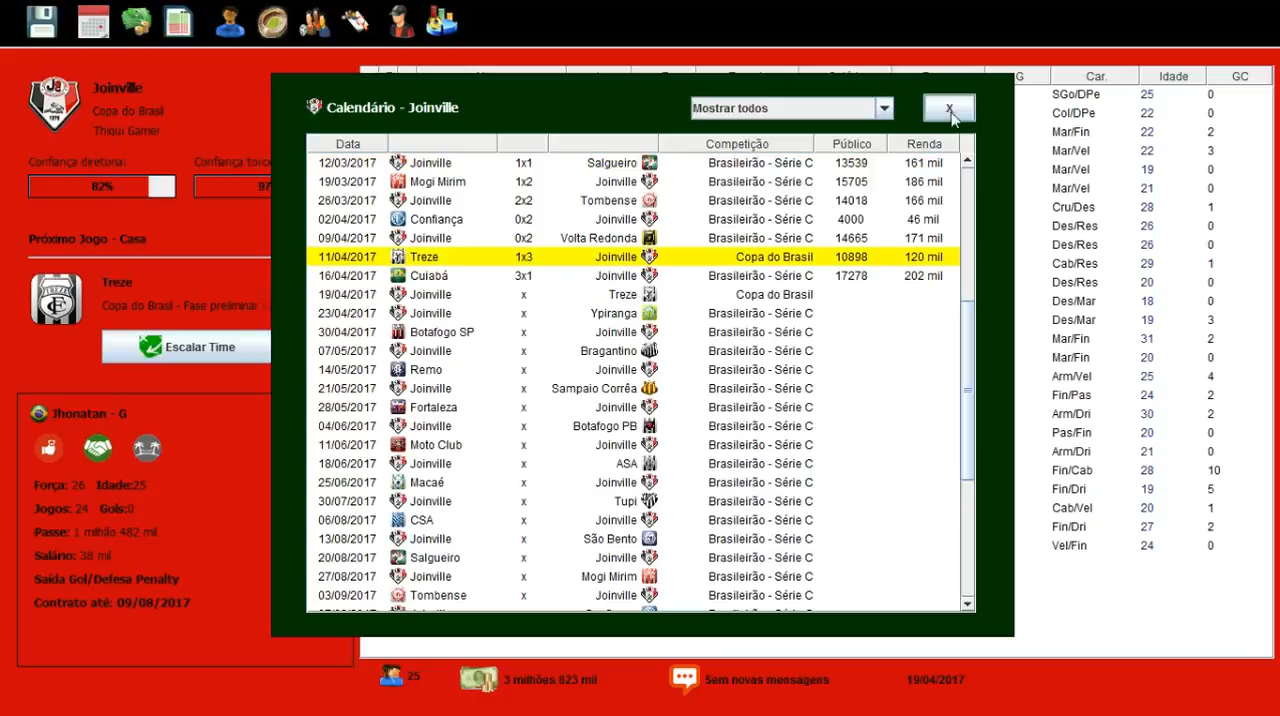 Joinville
Copa do Brasil
Thiqui Gamer
Confiança diretoria:
Confiança torc
82%
97
Próximo Jogo - Casa
Treze
Copa do Brasil - Fase preliminar
Escalar Time
Jhonatan - G
Força: 26 Idade:25
Jogos: 24 Gols:0
Passe: 1 milhão 482 mil
Salário: 38 mil
Saída Gol/Defesa Penalty
Contrato até: 09/08/2017
Calendário - Joinville
Mostrar todos
X
Data Competição Público Renda
12/03/2017 Joinville 1x1 Salgueiro Brasileirão - Série C 13539 161 mil
19/03/2017 Mogi Mirim 1x2 Joinville Brasileirão - Série C 15705 186 mil
26/03/2017 Joinville 2x2 Tombense Brasileirão - Série C 14018 166 mil
02/04/2017 Confiança 0x2 Joinville Brasileirão - Série C 4000 46 mil
09/04/2017 Joinville 0x2 Volta Redonda Brasileirão - Série C 14665 171 mil
11/04/2017 Treze 1x3 Joinville Copa do Brasil 10898 120 mil
16/04/2017 Cuiabá 3x1 Joinville Brasileirão - Série C 17278 202 mil
19/04/2017 Joinville x Treze Copa do Brasil
23/04/2017 Joinville x Ypiranga Brasileirão - Série C
30/04/2017 Botafogo SP x Joinville Brasileirão - Série C
07/05/2017 Joinville x Bragantino Brasileirão - Série C
14/05/2017 Remo x Joinville Brasileirão - Série C
21/05/2017 Joinville x Sampaio Corrêa Brasileirão - Série C
28/05/2017 Fortaleza x Joinville Brasileirão - Série C
04/06/2017 Joinville x Botafogo PB Brasileirão - Série C
11/06/2017 Moto Club x Joinville Brasileirão - Série C
18/06/2017 Joinville x ASA Brasileirão - Série C
25/06/2017 Macaé x Joinville Brasileirão - Série C
30/07/2017 Joinville x Tupi Brasileirão - Série C
06/08/2017 CSA x Joinville Brasileirão - Série C
13/08/2017 Joinville x São Bento Brasileirão - Série C
20/08/2017 Salgueiro x Joinville Brasileirão - Série C
27/08/2017 Joinville x Mogi Mirim Brasileirão - Série C
03/09/2017 Tombense x Joinville Brasileirão - Série C
G Car. Idade GC
SGo/DPe 25 0
Col/DPe 22 0
Mar/Fin 22 2
Mar/Vel 22 3
Mar/Vel 19 0
Mar/Vel 21 0
Cru/Des 28 1
Des/Res 26 0
Des/Res 26 0
Cab/Res 29 1
Des/Res 20 0
Des/Mar 18 0
Des/Mar 19 3
Mar/Fin 31 2
Mar/Fin 20 0
Arm/Vel 25 4
Fin/Pas 24 2
Arm/Dri 30 2
Pas/Fin 20 0
Arm/Dri 21 0
Fin/Cab 28 10
Fin/Dri 19 5
Cab/Vel 20 1
Fin/Dri 27 2
Vel/Fin 24 0
25
3 milhões 823 mil
Sem novas mensagens
19/04/2017